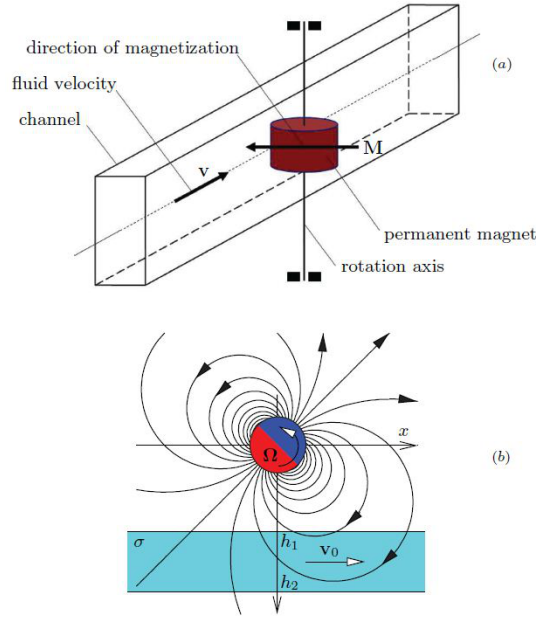 direction of magnetization
fluid velocity
channel
(a)
v
M
permanent magnet
rotation axis
x
(b)
Ω
σ
h₁
v₀
h₂